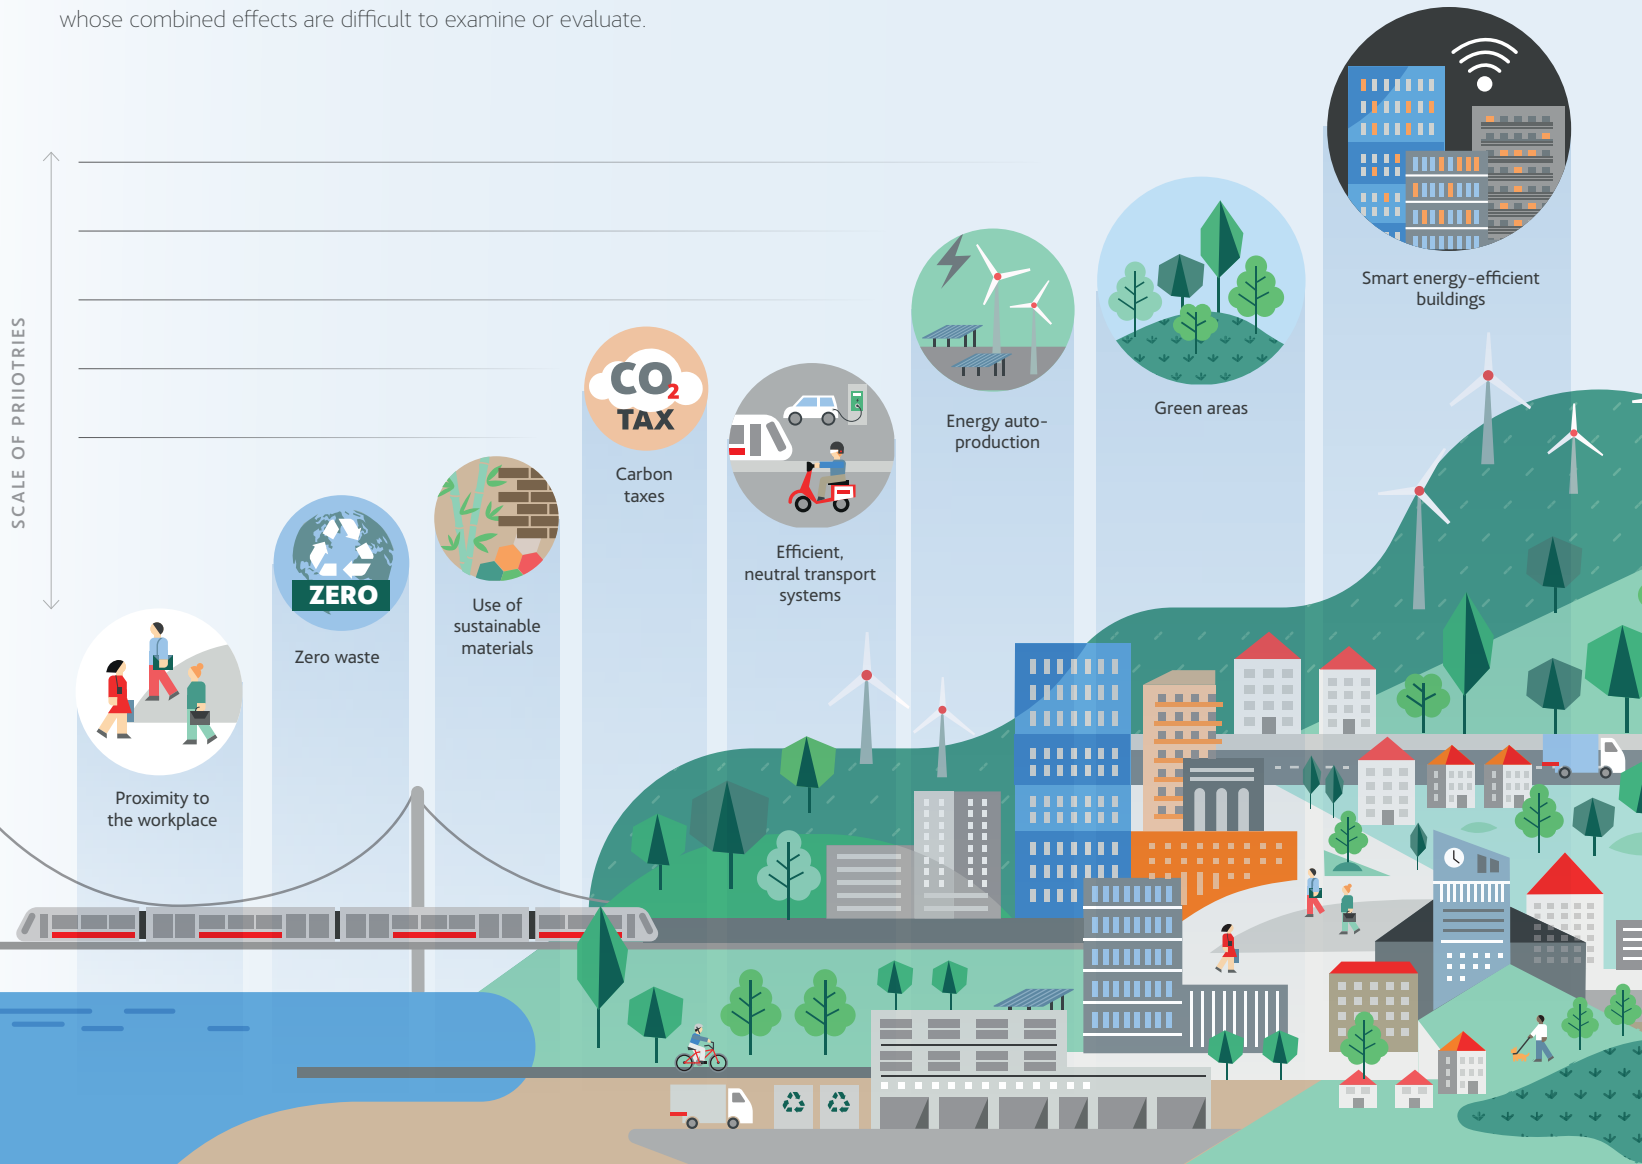 whose combined effects are difficult to examine or evaluate.
SCALE OF PRIIOTRIES
Smart energy-efficient
buildings
Green areas
Energy auto-
production
CO2
TAX
Carbon
taxes
Efficient,
neutral transport
systems
ZERO
Zero waste
Use of
sustainable
materials
Proximity to
the workplace